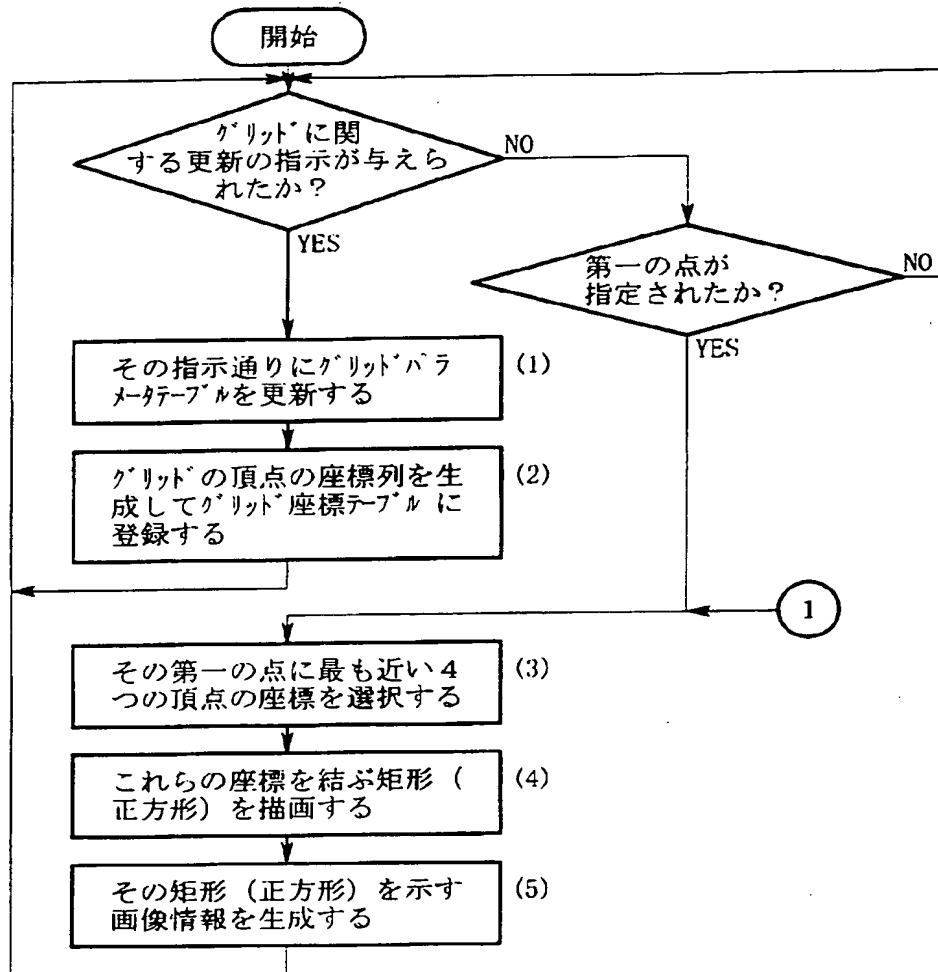 開始
ｸﾞﾘｯﾄﾞに関
する更新の指示が与えら
れたか？
NO
YES
第一の点が
指定されたか？
NO
YES
その指示通りにｸﾞﾘｯﾄﾞパラ
ﾒｰﾀﾃｰﾌﾞﾙを更新する
(1)
ｸﾞﾘｯﾄﾞの頂点の座標列を生
成してｸﾞﾘｯﾄﾞ座標ﾃｰﾌﾞﾙ に
登録する
(2)
1
その第一の点に最も近い４
つの頂点の座標を選択する
(3)
これらの座標を結ぶ矩形（
正方形）を描画する
(4)
その矩形（正方形）を示す
画像情報を生成する
(5)